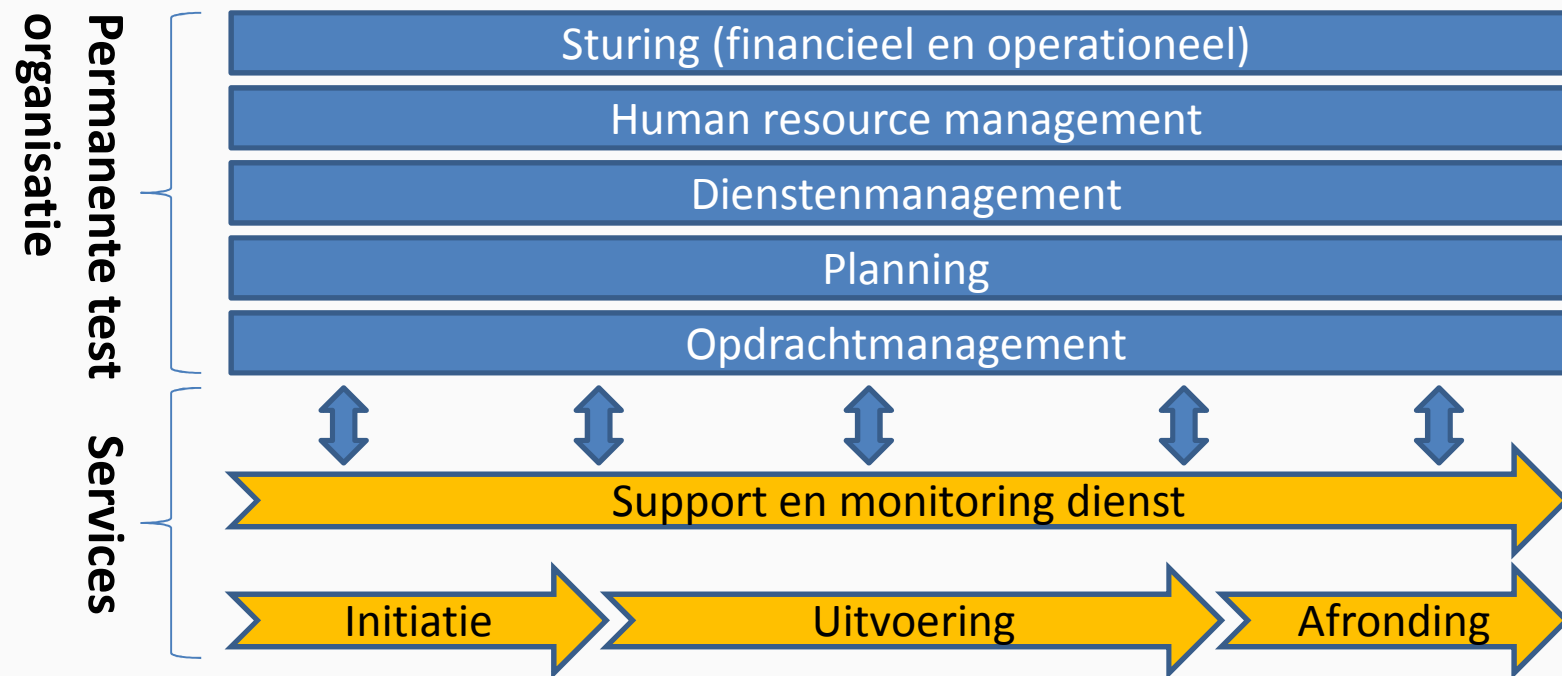 Permanente test
organisatie
Sturing (financieel en operationeel)
Human resource management
Dienstenmanagement
Planning
Opdrachtmanagement
Services
Support en monitoring dienst
Initiatie
Uitvoering
Afronding